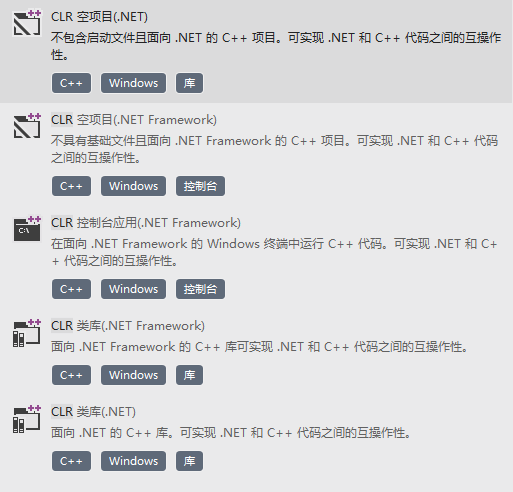 CLR 空项目(.NET)
不包含启动文件且面向 .NET 的 C++ 项目。可实现 .NET 和 C++ 代码之间的互操作
性。
C++ Windows 库
CLR 空项目(.NET Framework)
不具有基础文件且面向 .NET Framework 的 C++ 项目。可实现 .NET 和 C++ 代码
之间的互操作性。
C++ Windows 控制台
C:\
CLR 控制台应用(.NET Framework)
在面向 .NET Framework 的 Windows 终端中运行 C++ 代码。可实现 .NET 和 C+
+ 代码之间的互操作性。
C++ Windows 控制台
CLR 类库(.NET Framework)
面向 .NET Framework 的 C++ 库可实现 .NET 和 C++ 代码之间的互操作性。
C++ Windows 库
CLR 类库(.NET)
面向 .NET 的 C++ 库。可实现 .NET 和 C++ 代码之间的互操作性。
C++ Windows 库